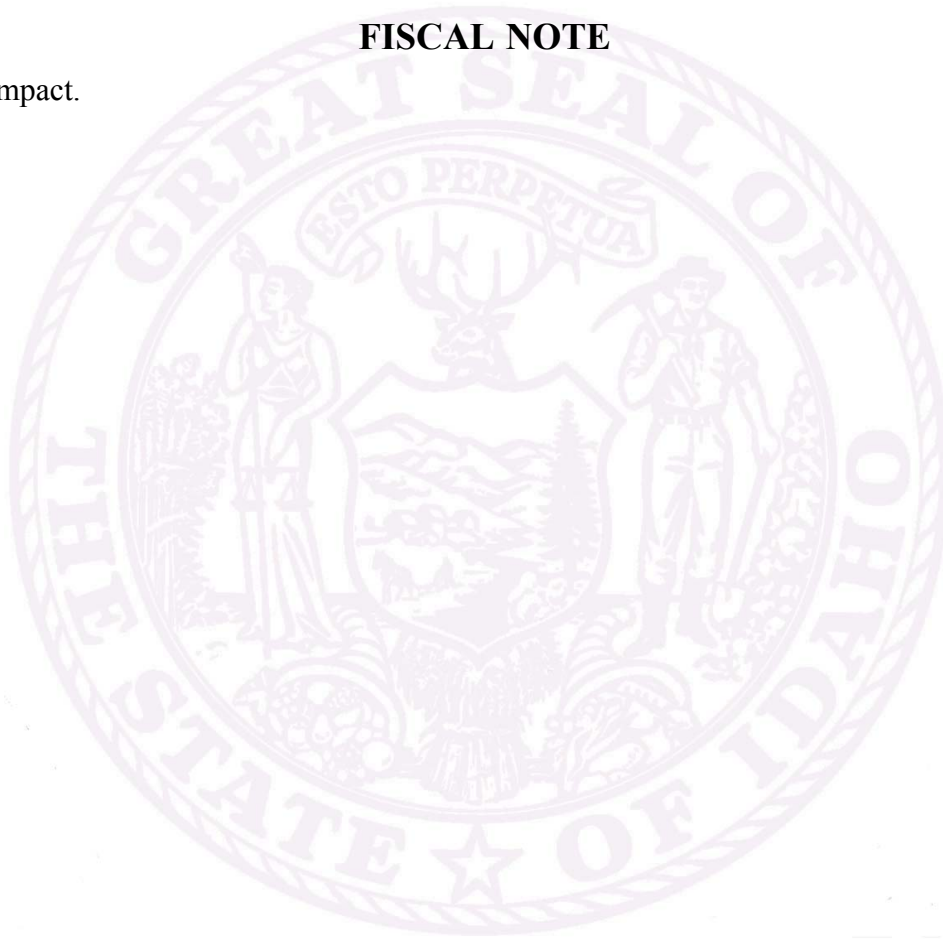 FISCAL NOTE
mpact.
GREAT SEAL OF
ESTO PERPETUA
THE STATE OF IDAHO